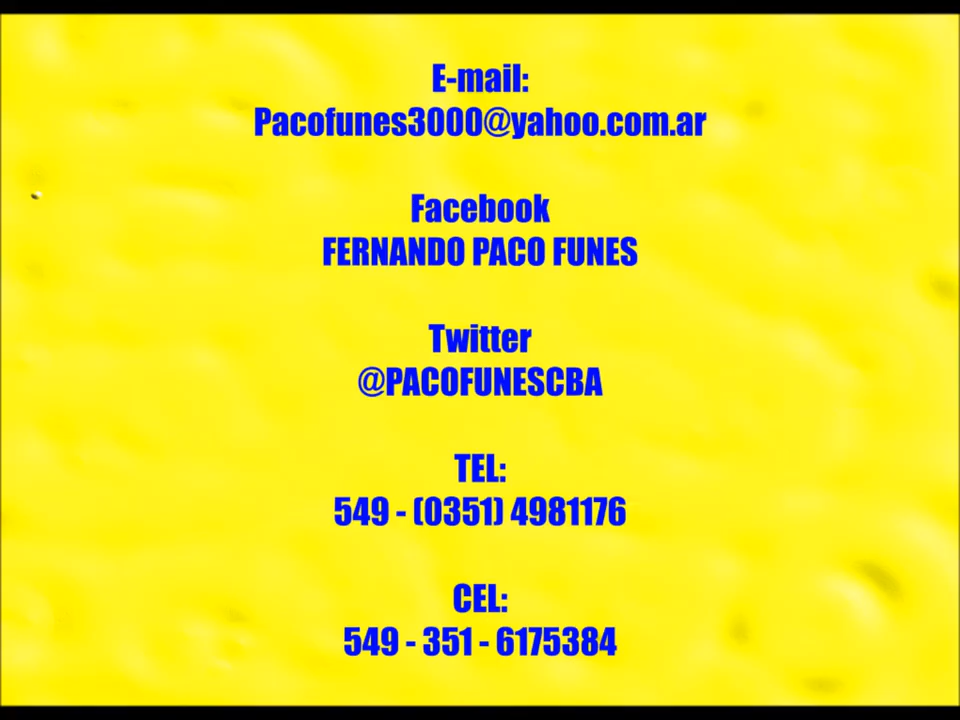 E-mail:
Pacofunes3000@yahoo.com.ar
Facebook
FERNANDO PACO FUNES
Twitter
@PACOFUNESCBA
TEL:
549 - (0351) 4981176
CEL:
549 - 351 - 6175384